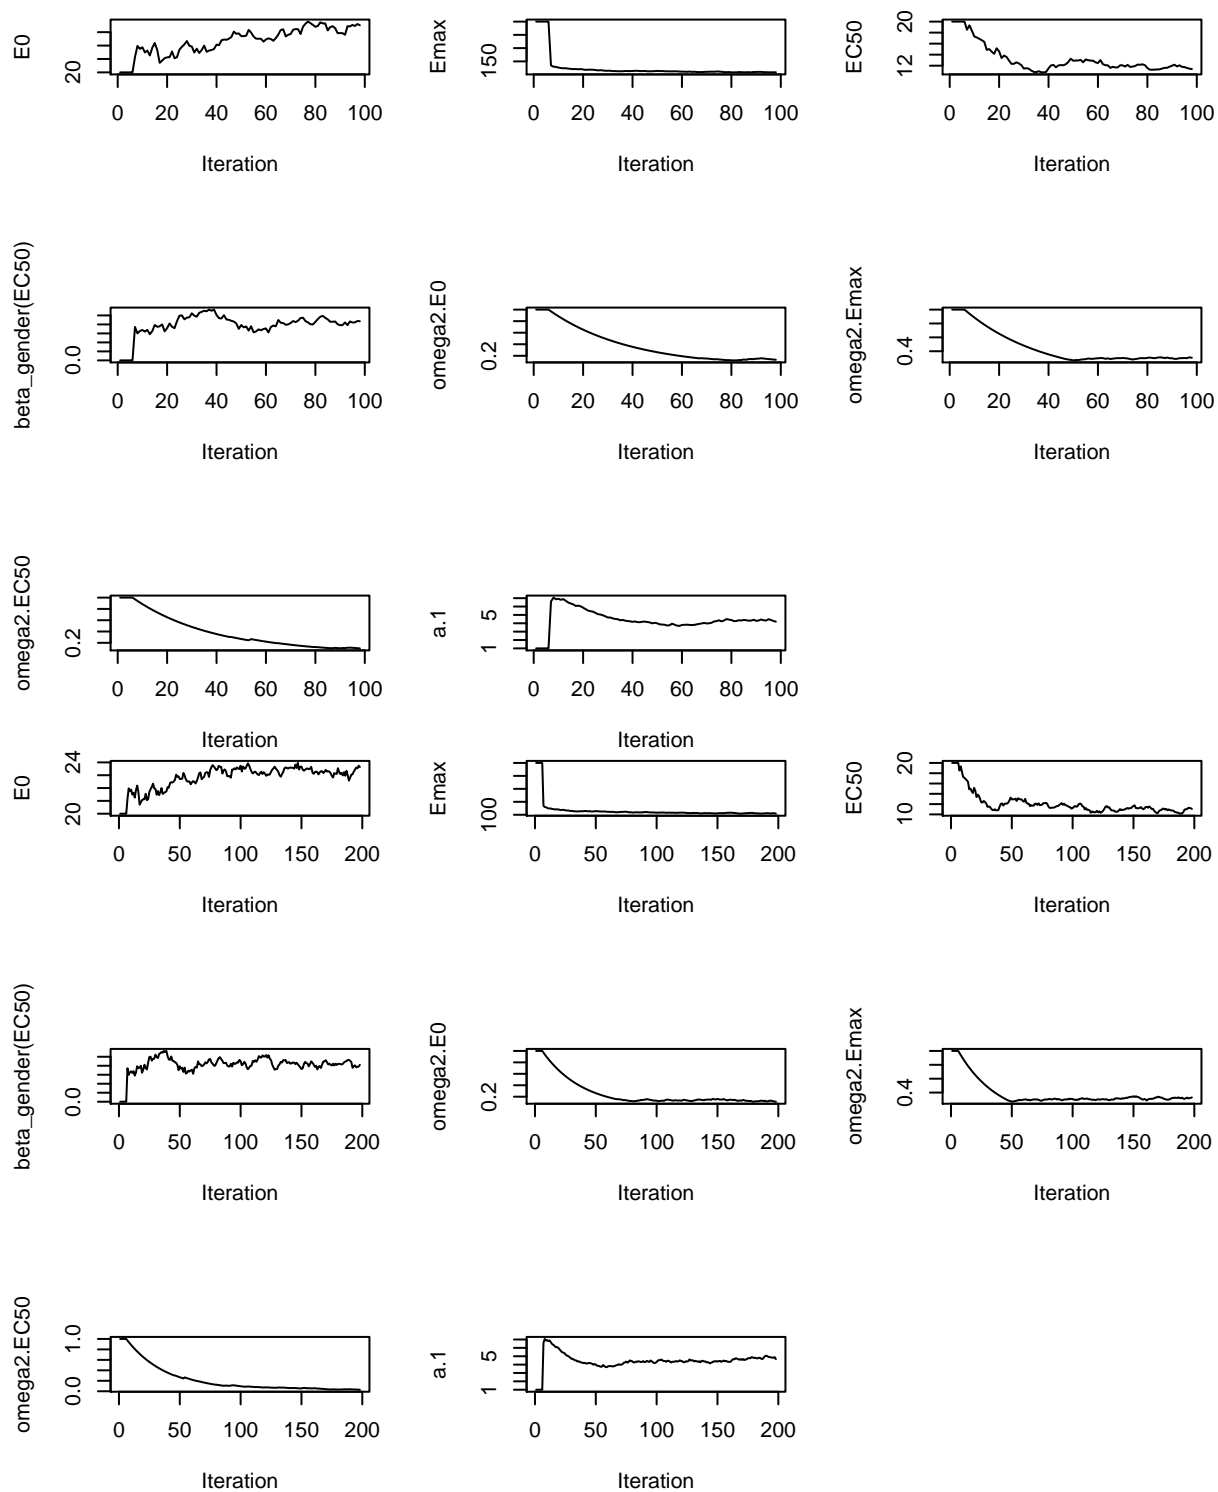 E0
20
0 20 40 60 80 100
Iteration
Emax
150
0 20 40 60 80 100
Iteration
EC50
12 20
0 20 40 60 80 100
Iteration
beta_gender(EC50)
0.0
0 20 40 60 80 100
Iteration
omega2.E0
0.2
0 20 40 60 80 100
Iteration
omega2.Emax
0.4
0 20 40 60 80 100
Iteration
omega2.EC50
0.2
0 20 40 60 80 100
Iteration
a.1
1 5
0 20 40 60 80 100
Iteration
E0
20 24
0 50 100 150 200
Iteration
Emax
100
0 50 100 150 200
Iteration
EC50
10 20
0 50 100 150 200
Iteration
beta_gender(EC50)
0.0
0 50 100 150 200
Iteration
omega2.E0
0.2
0 50 100 150 200
Iteration
omega2.Emax
0.4
0 50 100 150 200
Iteration
omega2.EC50
0.0 1.0
0 50 100 150 200
Iteration
a.1
1 5
0 50 100 150 200
Iteration